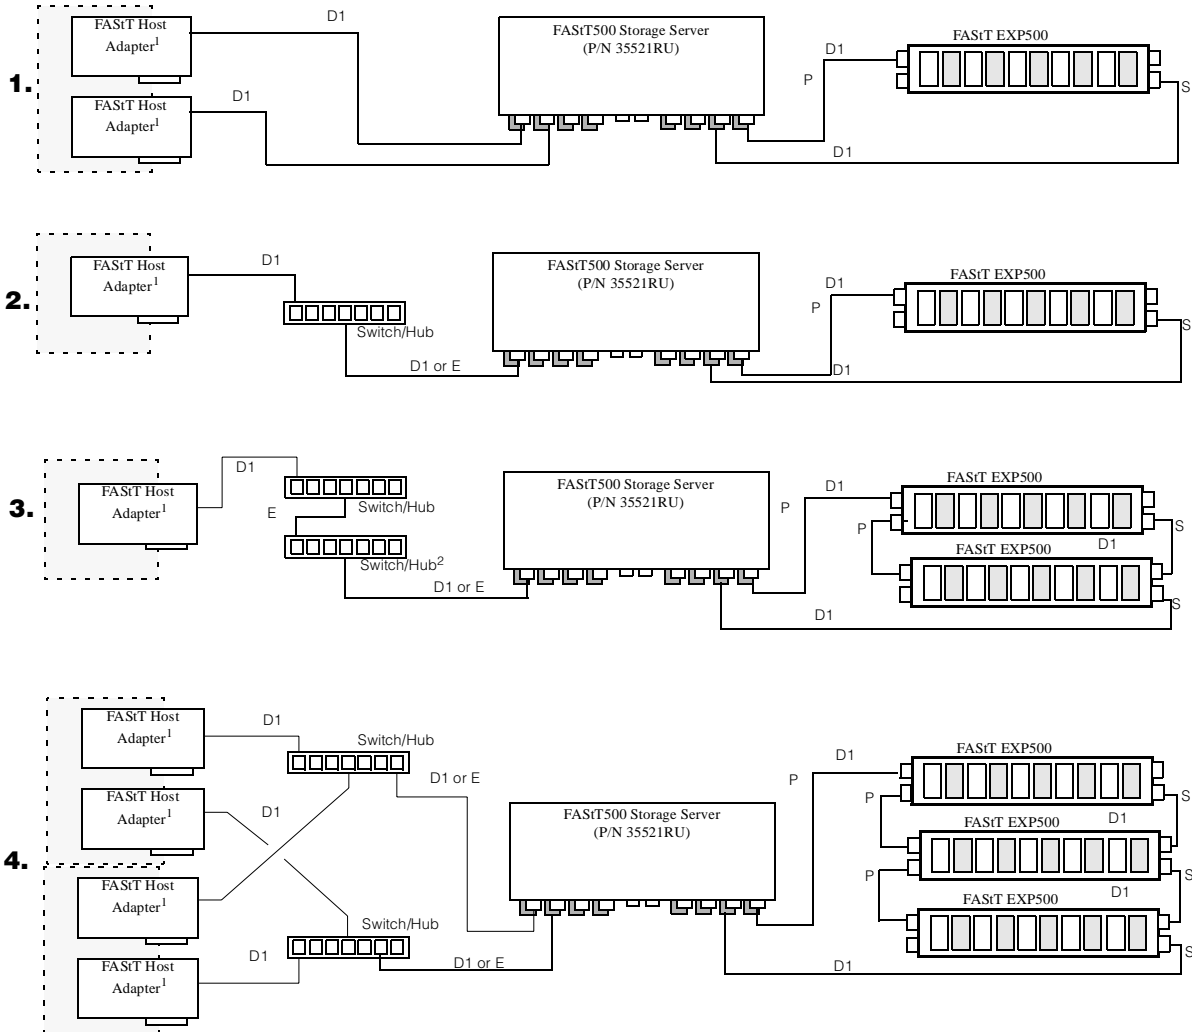 1.
FAStT Host
Adapter1
D1
FAStT Host
Adapter1
D1
FAStT500 Storage Server
(P/N 35521RU)
D1
P
FAStT EXP500
S
D1
2.
FAStT Host
Adapter1
D1
Switch/Hub
D1 or E
FAStT500 Storage Server
(P/N 35521RU)
D1
P
FAStT EXP500
S
D1
3.
FAStT Host
Adapter1
D1
Switch/Hub
E
Switch/Hub2
D1 or E
FAStT500 Storage Server
(P/N 35521RU)
P
D1
FAStT EXP500
P
S
D1
FAStT EXP500
S
D1
4.
FAStT Host
Adapter1
D1
Switch/Hub
D1 or E
FAStT Host
Adapter1
D1
FAStT Host
Adapter1
Switch/Hub
FAStT Host
Adapter1
D1
D1 or E
FAStT500 Storage Server
(P/N 35521RU)
D1
P
FAStT EXP500
P
S
D1
FAStT EXP500
P
S
D1
FAStT EXP500
S
D1